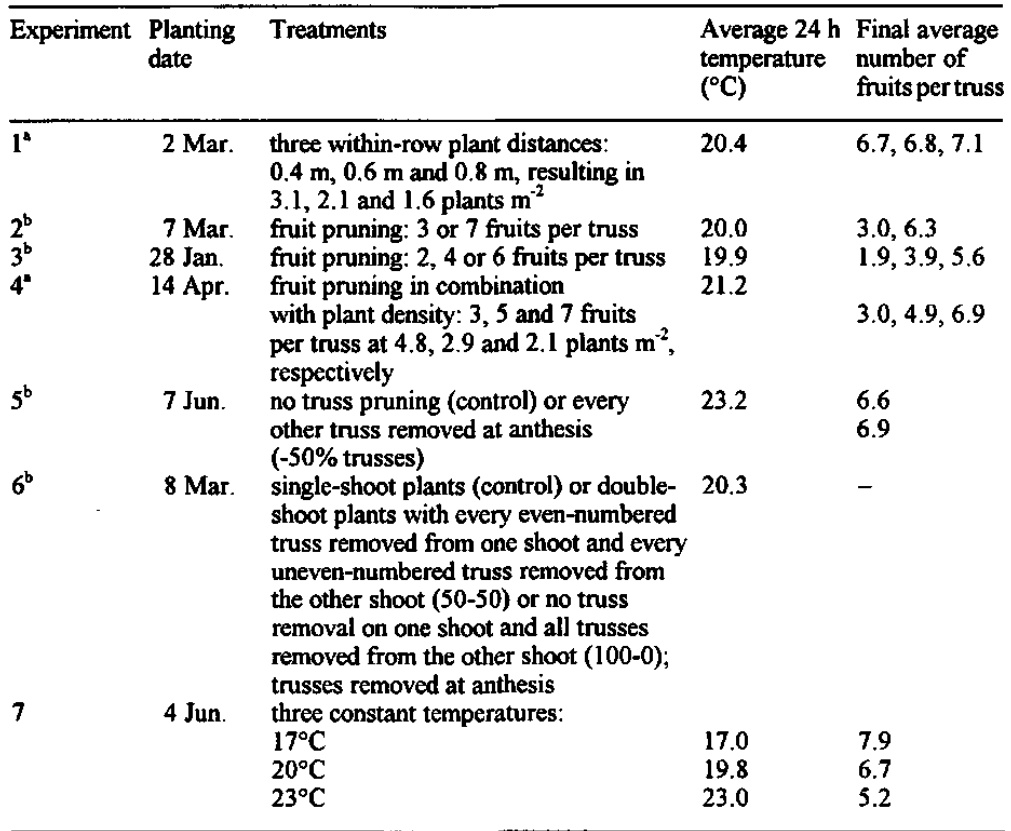 Experiment Planting Treatments Average 24 h Final average
date temperature number of
(°C) fruits per truss
1ᵃ 2 Mar. three within-row plant distances: 20.4 6.7, 6.8, 7.1
0.4 m, 0.6 m and 0.8 m, resulting in
3.1, 2.1 and 1.6 plants m⁻²
2ᵇ 7 Mar. fruit pruning: 3 or 7 fruits per truss 20.0 3.0, 6.3
3ᵇ 28 Jan. fruit pruning: 2, 4 or 6 fruits per truss 19.9 1.9, 3.9, 5.6
4ᵃ 14 Apr. fruit pruning in combination 21.2
with plant density: 3, 5 and 7 fruits 3.0, 4.9, 6.9
per truss at 4.8, 2.9 and 2.1 plants m⁻²,
respectively
5ᵇ 7 Jun. no truss pruning (control) or every 23.2 6.6
other truss removed at anthesis 6.9
(-50% trusses)
6ᵇ 8 Mar. single-shoot plants (control) or double- 20.3 –
shoot plants with every even-numbered
truss removed from one shoot and every
uneven-numbered truss removed from
the other shoot (50-50) or no truss
removal on one shoot and all trusses
removed from the other shoot (100-0);
trusses removed at anthesis
7 4 Jun. three constant temperatures:
17°C 17.0 7.9
20°C 19.8 6.7
23°C 23.0 5.2